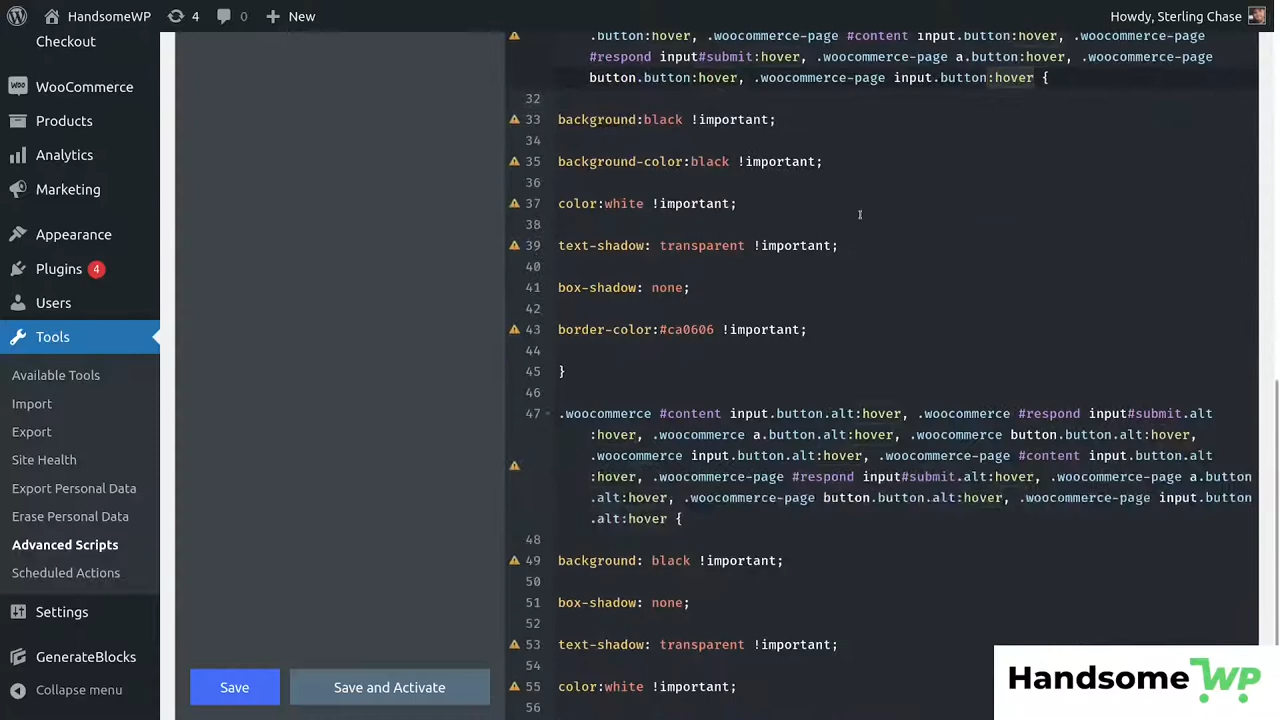 HandsomeWP 4 0 New Howdy, Sterling Chase
Checkout
WooCommerce
Products
Analytics
Marketing
Appearance
Plugins 4
Users
Tools
Available Tools
Import
Export
Site Health
Export Personal Data
Erase Personal Data
Advanced Scripts
Scheduled Actions
Settings
GenerateBlocks
Collapse menu
Save
Save and Activate
.button:hover, .woocommerce-page #content input.button:hover, .woocommerce-page
#respond input#submit:hover, .woocommerce-page a.button:hover, .woocommerce-page
button.button:hover, .woocommerce-page input.button:hover {
32
33 background:black !important;
34
35 background-color:black !important;
36
37 color:white !important;
38
39 text-shadow: transparent !important;
40
41 box-shadow: none;
42
43 border-color:#ca0606 !important;
44
45 }
46
47 .woocommerce #content input.button.alt:hover, .woocommerce #respond input#submit.alt
:hover, .woocommerce a.button.alt:hover, .woocommerce button.button.alt:hover,
.woocommerce input.button.alt:hover, .woocommerce-page #content input.button.alt
:hover, .woocommerce-page #respond input#submit.alt:hover, .woocommerce-page a.button
.alt:hover, .woocommerce-page button.button.alt:hover, .woocommerce-page input.button
.alt:hover {
48
49 background: black !important;
50
51 box-shadow: none;
52
53 text-shadow: transparent !important;
54
55 color:white !important;
56
Handsome WP